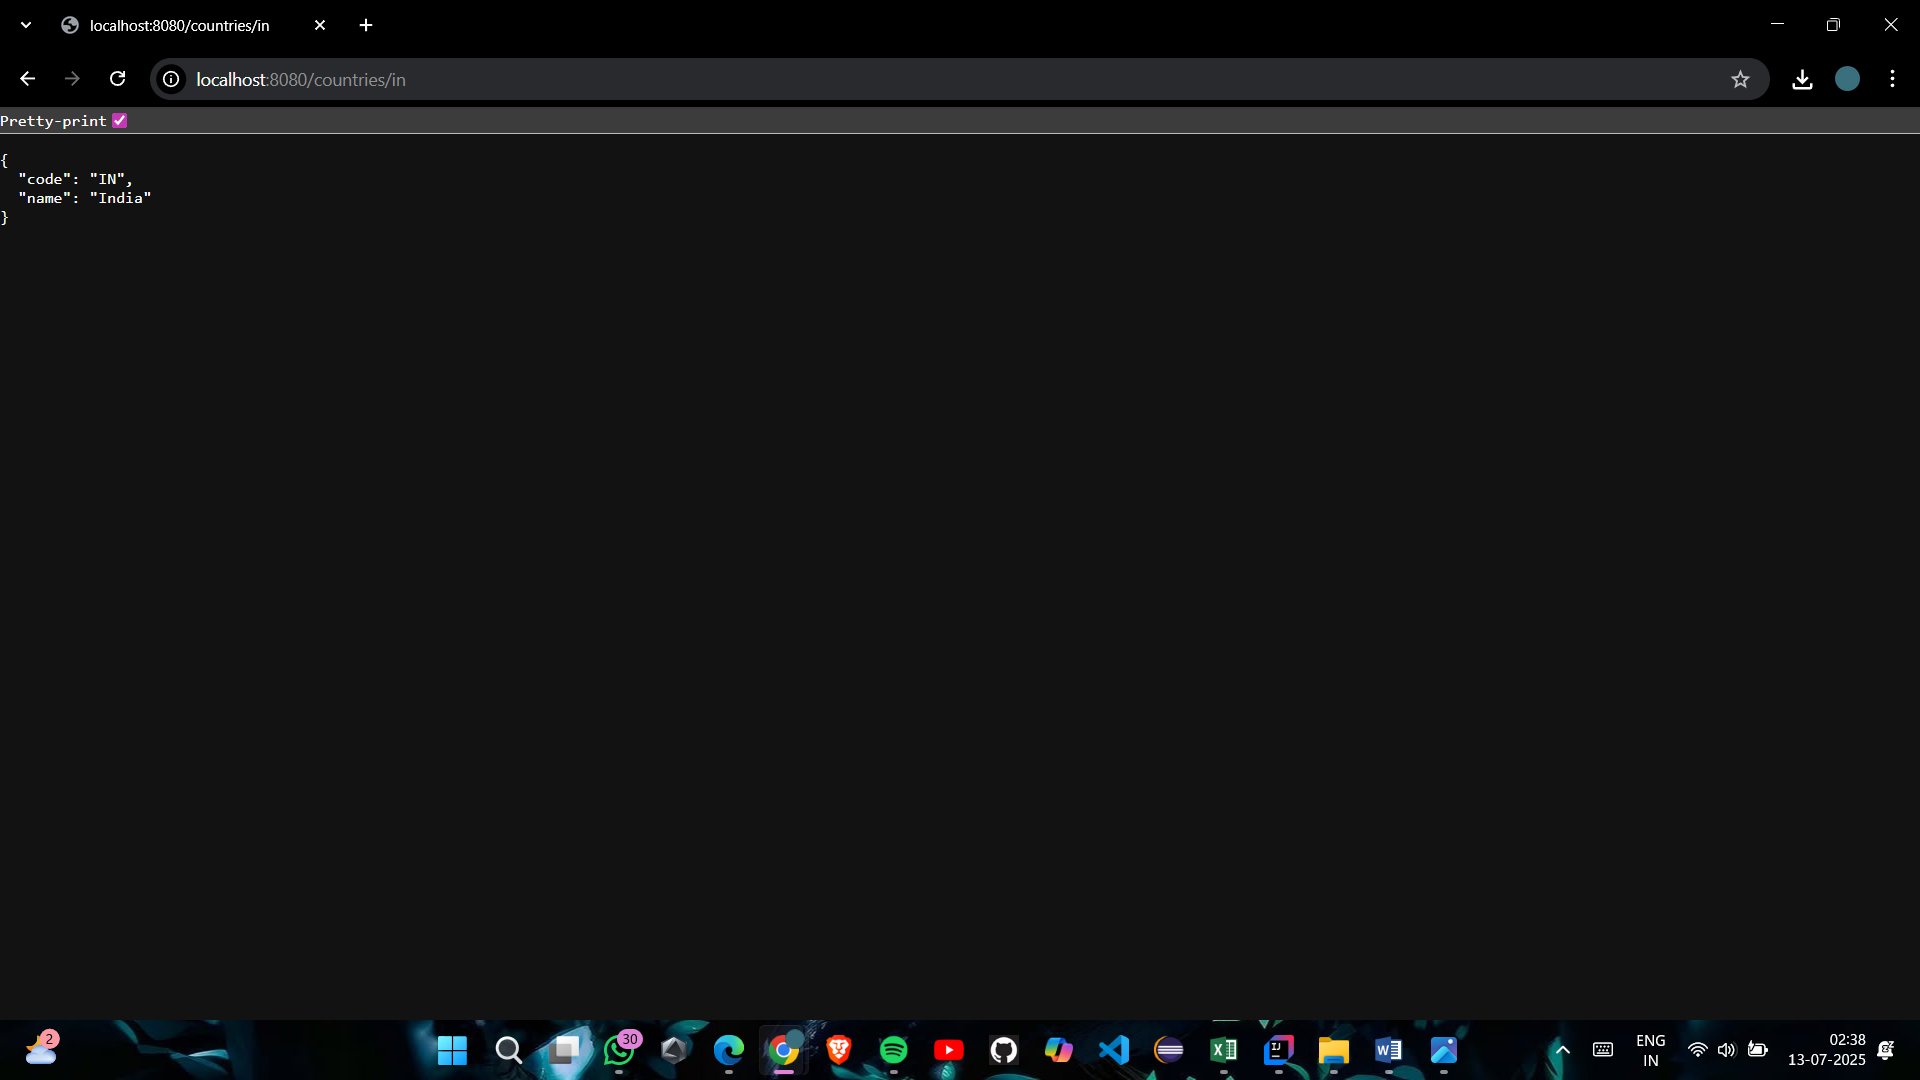 localhost:8080/countries/in
localhost:8080/countries/in
Pretty-print
{
  "code": "IN",
  "name": "India"
}
2
30
ENG
IN
02:38
13-07-2025